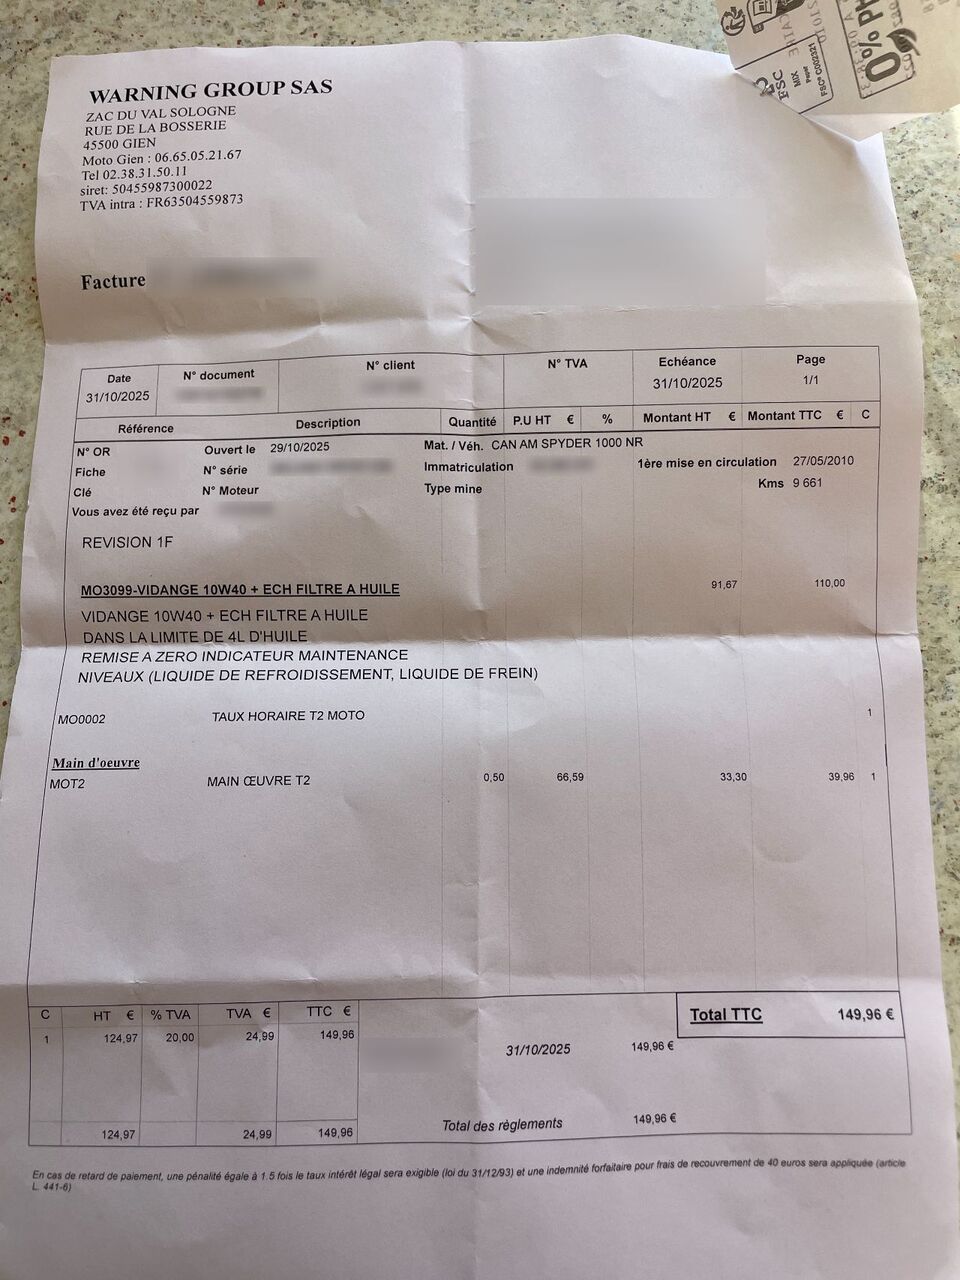 WARNING GROUP SAS
ZAC DU VAL SOLOGNE
RUE DE LA BOSSERIE
45500 GIEN
Moto Gien : 06.65.05.21.67
Tel 02.38.31.50.11
siret: 50455987300022
TVA intra : FR63504559873
0% P
FSC
MIX
Paper
FSC® C002321
Facture
Date N° document N° client N° TVA Echéance Page
31/10/2025 31/10/2025 1/1
Référence Description Quantité P.U HT € % Montant HT € Montant TTC € C
N° OR Ouvert le 29/10/2025 Mat. / Véh. CAN AM SPYDER 1000 NR
Fiche N° série Immatriculation 1ère mise en circulation 27/05/2010
Clé N° Moteur Type mine Kms 9 661
Vous avez été reçu par
REVISION 1F
MO3099-VIDANGE 10W40 + ECH FILTRE A HUILE 91,67 110,00
VIDANGE 10W40 + ECH FILTRE A HUILE
DANS LA LIMITE DE 4L D'HUILE
REMISE A ZERO INDICATEUR MAINTENANCE
NIVEAUX (LIQUIDE DE REFROIDISSEMENT, LIQUIDE DE FREIN)
MO0002 TAUX HORAIRE T2 MOTO 1
Main d'oeuvre
MOT2 MAIN ŒUVRE T2 0,50 66,59 33,30 39,96 1
C HT € % TVA TVA € TTC € Total TTC 149,96 €
1 124,97 20,00 24,99 149,96 31/10/2025 149,96 €
124,97 24,99 149,96 Total des règlements 149,96 €
En cas de retard de paiement, une pénalité égale à 1.5 fois le taux intérêt légal sera exigible (loi du 31/12/93) et une indemnité forfaitaire pour frais de recouvrement de 40 euros sera appliquée (article
L. 441-6)